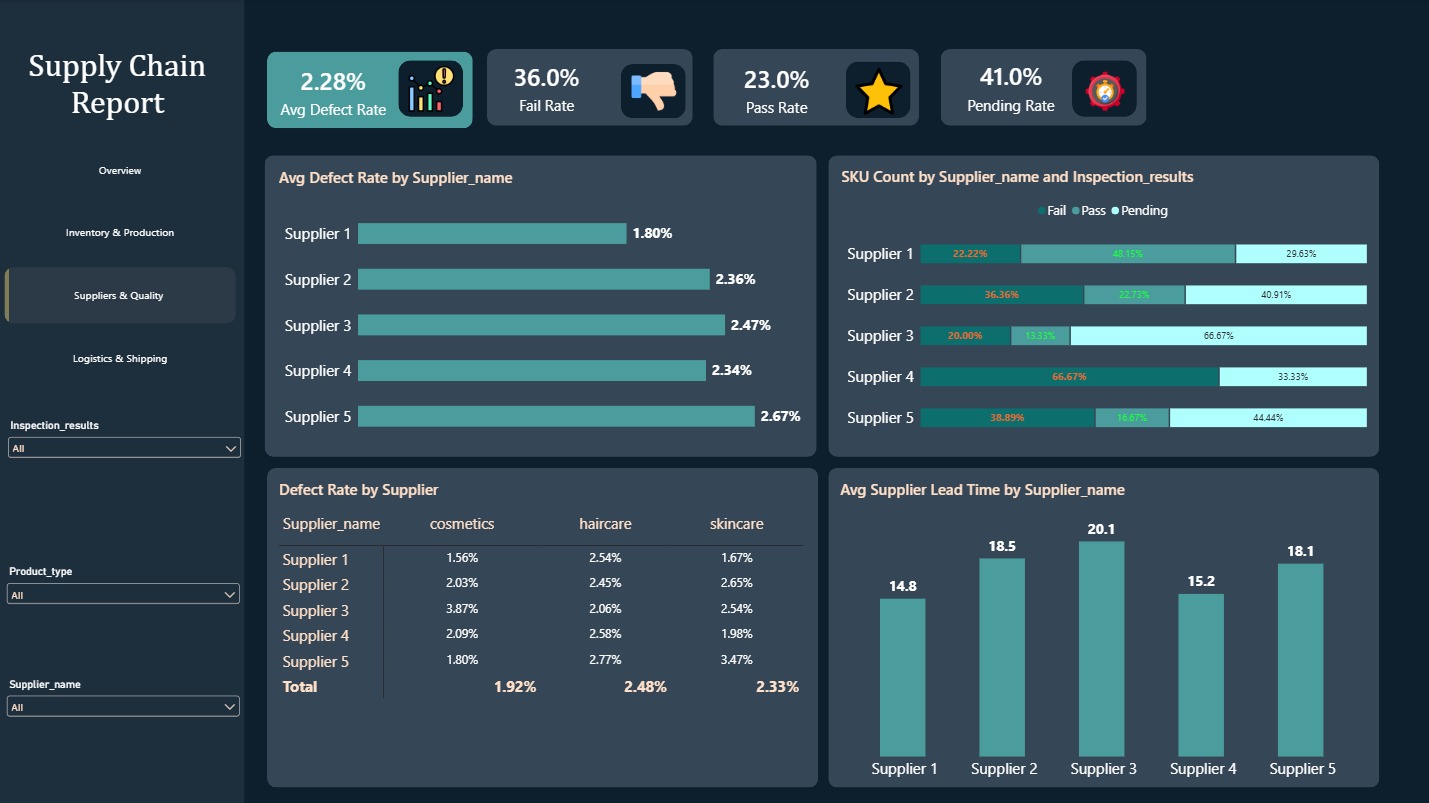 Supply Chain
Report
Overview
Inventory & Production
Suppliers & Quality
Logistics & Shipping
Inspection_results
All
Product_type
All
Supplier_name
All
2.28%
Avg Defect Rate
36.0%
Fail Rate
23.0%
Pass Rate
41.0%
Pending Rate
Avg Defect Rate by Supplier_name
Supplier 1 1.80%
Supplier 2 2.36%
Supplier 3 2.47%
Supplier 4 2.34%
Supplier 5 2.67%
SKU Count by Supplier_name and Inspection_results
Fail Pass Pending
Supplier 1 22.22% 48.15% 29.63%
Supplier 2 36.36% 22.73% 40.91%
Supplier 3 20.00% 13.33% 66.67%
Supplier 4 66.67% 33.33%
Supplier 5 38.89% 16.67% 44.44%
Defect Rate by Supplier
Supplier_name cosmetics haircare skincare
Supplier 1 1.56% 2.54% 1.67%
Supplier 2 2.03% 2.45% 2.65%
Supplier 3 3.87% 2.06% 2.54%
Supplier 4 2.09% 2.58% 1.98%
Supplier 5 1.80% 2.77% 3.47%
Total 1.92% 2.48% 2.33%
Avg Supplier Lead Time by Supplier_name
14.8 18.5 20.1 15.2 18.1
Supplier 1 Supplier 2 Supplier 3 Supplier 4 Supplier 5